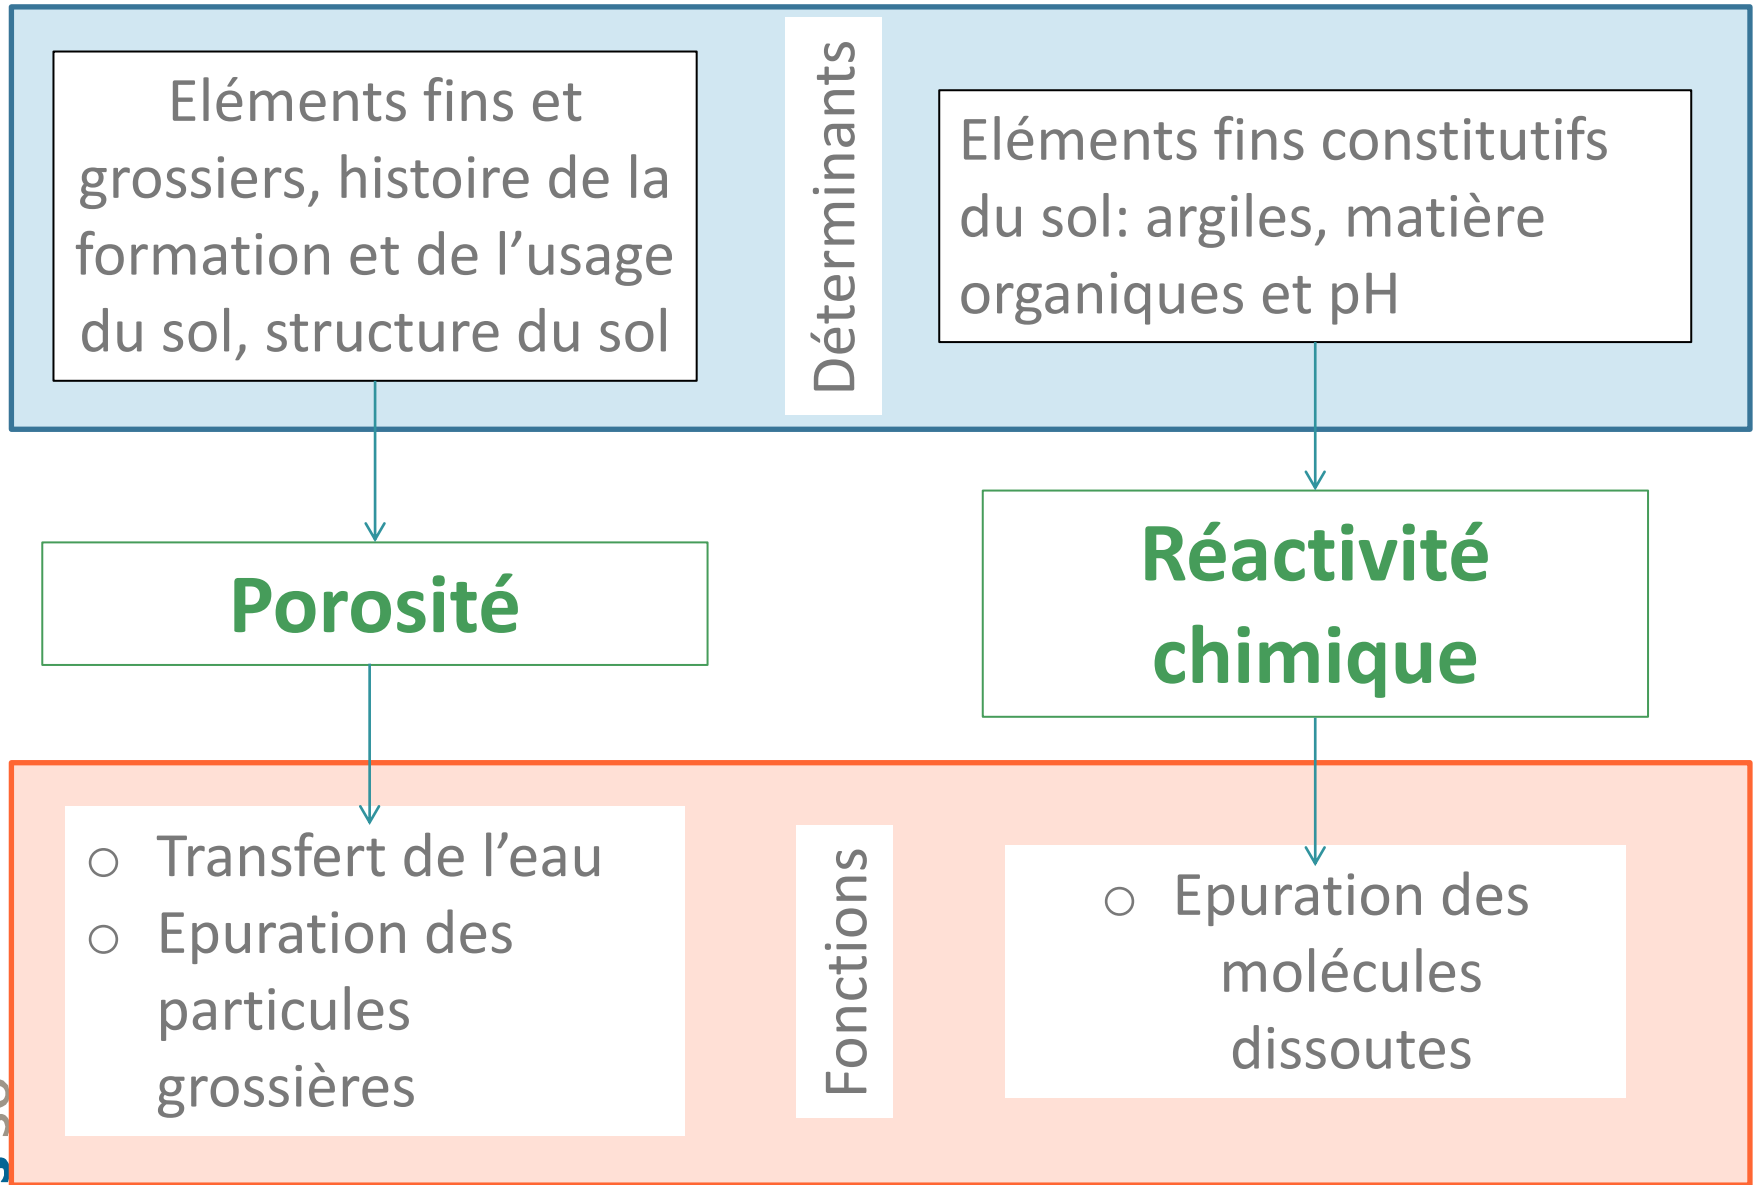 Eléments fins et
grossiers, histoire de la
formation et de l’usage
du sol, structure du sol
Déterminants
Eléments fins constitutifs
du sol: argiles, matière
organiques et pH
Porosité
Réactivité
chimique
o Transfert de l’eau
o Epuration des
particules
grossières
Fonctions
o Epuration des
molécules
dissoutes